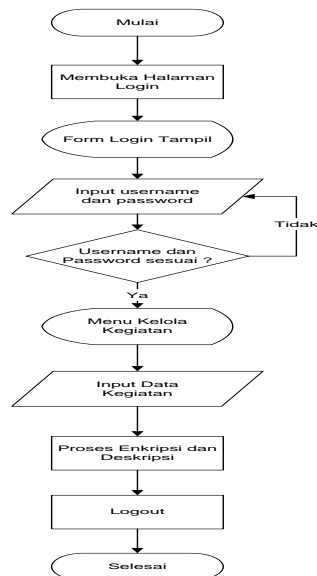 Mulai
Membuka Halaman
Login
Form Login Tampil
Input username
dan password
Tidak
Username dan
Password sesuai ?
Ya
Menu Kelola
Kegiatan
Input Data
Kegiatan
Proses Enkripsi dan
Deskripsi
Logout
Selesai